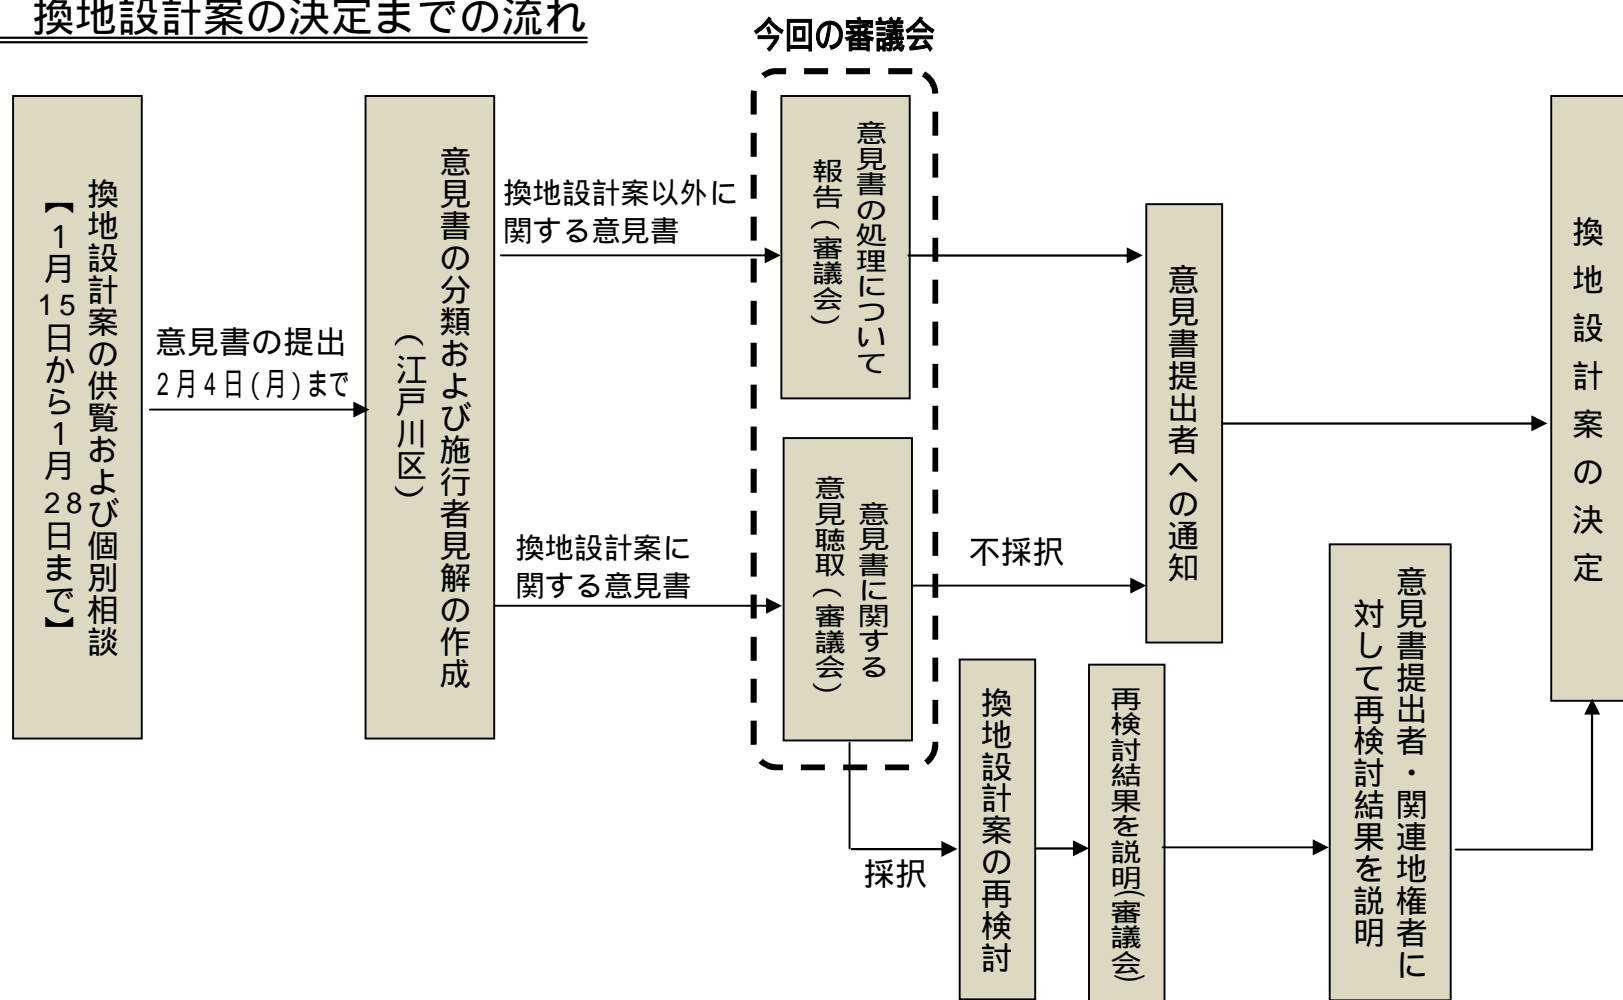 換地設計案の決定までの流れ
今回の審議会
換地設計案の供覧および個別相談
【1月15日から1月28日まで】
意見書の提出
2月4日(月)まで
意見書の分類および施行者見解の作成
(江戸川区)
換地設計案以外に
関する意見書
換地設計案に
関する意見書
意見書の処理について
報告(審議会)
意見書に関する
意見聴取(審議会)
不採択
採択
意見書提出者への通知
換地設計案の再検討
再検討結果を説明(審議会)
意見書提出者・関連地権者に
対して再検討結果を説明
換地設計案の決定